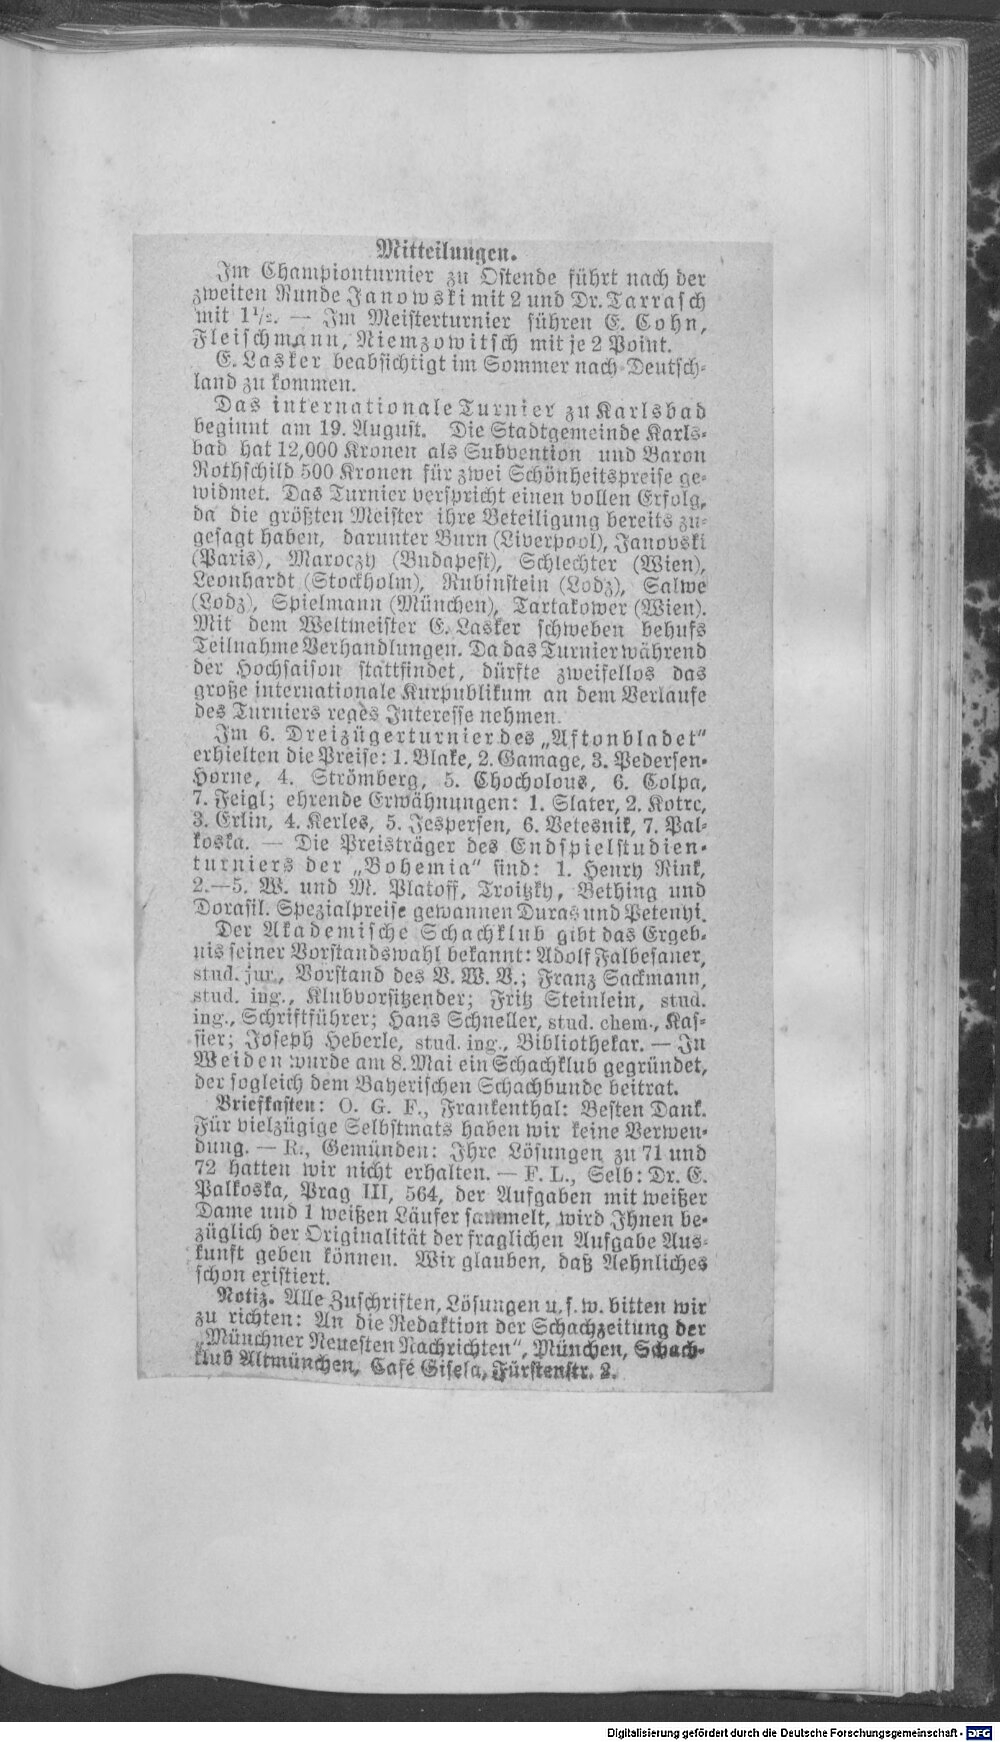 Mitteilungen.
Im Championturnier zu Ostende führt nach der
zweiten Runde Janowski mit 2 und Dr. Tarrasch
mit 1½. — Im Meisterturnier führen E. Cohn,
Fleischmann, Niemzowitsch mit je 2 Point.
E. Lasker beabsichtigt im Sommer nach Deutsch-
land zu kommen.
Das internationale Turnier zu Karlsbad
beginnt am 19. August. Die Stadtgemeinde Karls-
bad hat 12,000 Kronen als Subvention und Baron
Rothschild 500 Kronen für zwei Schönheitspreise ge-
widmet. Das Turnier verspricht einen vollen Erfolg,
da die größten Meister ihre Beteiligung bereits zu-
gesagt haben, darunter Burn (Liverpool), Janovski
(Paris), Maroczy (Budapest), Schlechter (Wien),
Leonhardt (Stockholm), Rubinstein (Lodz), Salwe
(Lodz), Spielmann (München), Tartakower (Wien).
Mit dem Weltmeister E. Lasker schweben behufs
Teilnahme Verhandlungen. Da das Turnier während
der Hochsaison stattfindet, dürfte zweifellos das
große internationale Kurpublikum an dem Verlaufe
des Turniers reges Interesse nehmen.
Im 6. Dreizügerturnier des „Aftonbladet“
erhielten die Preise: 1. Blake, 2. Gamage, 3. Pedersen-
Horne, 4. Strömberg, 5. Chocholous, 6. Colpa,
7. Feigl; ehrende Erwähnungen: 1. Slater, 2. Kotrc,
3. Erlin, 4. Kerles, 5. Jespersen, 6. Vetesnik, 7. Pal-
koska. — Die Preisträger des Endspielstudien-
turniers der „Bohemia“ sind: 1. Henry Rink,
2.—5. W. und M. Platoff, Troitzky, Bething und
Dorasil. Spezialpreise gewannen Duras und Petenyi.
Der Akademische Schachklub gibt das Ergeb-
nis seiner Vorstandswahl bekannt: Adolf Falbesaner,
stud. jur., Vorstand des V. W. V.; Franz Sackmann,
stud. ing., Klubvorsitzender; Fritz Steinlein, stud.
ing., Schriftführer; Hans Schneller, stud. chem., Kas-
sier; Joseph Heberle, stud. ing., Bibliothekar. — In
Weiden wurde am 8. Mai ein Schachklub gegründet,
der sogleich dem Bayerischen Schachbunde beitrat.
Briefkasten: O. G. F., Frankenthal: Besten Dank.
Für vielzügige Selbstmats haben wir keine Verwen-
dung. — R., Gemünden: Ihre Lösungen zu 71 und
72 hatten wir nicht erhalten. — F. L., Selb: Dr. E.
Palkoska, Prag III, 564, der Aufgaben mit weißer
Dame und 1 weißen Läufer sammelt, wird Ihnen be-
züglich der Originalität der fraglichen Aufgabe Aus-
kunft geben können. Wir glauben, daß Aehnliches
schon existiert.
Notiz. Alle Zuschriften, Lösungen u. s. w. bitten wir
zu richten: An die Redaktion der Schachzeitung der
„Münchner Neuesten Nachrichten“, München, Schach-
klub Altmünchen, Café Gisela, Fürstenstr. 2.
Digitalisierung gefördert durch die Deutsche Forschungsgemeinschaft - DFG